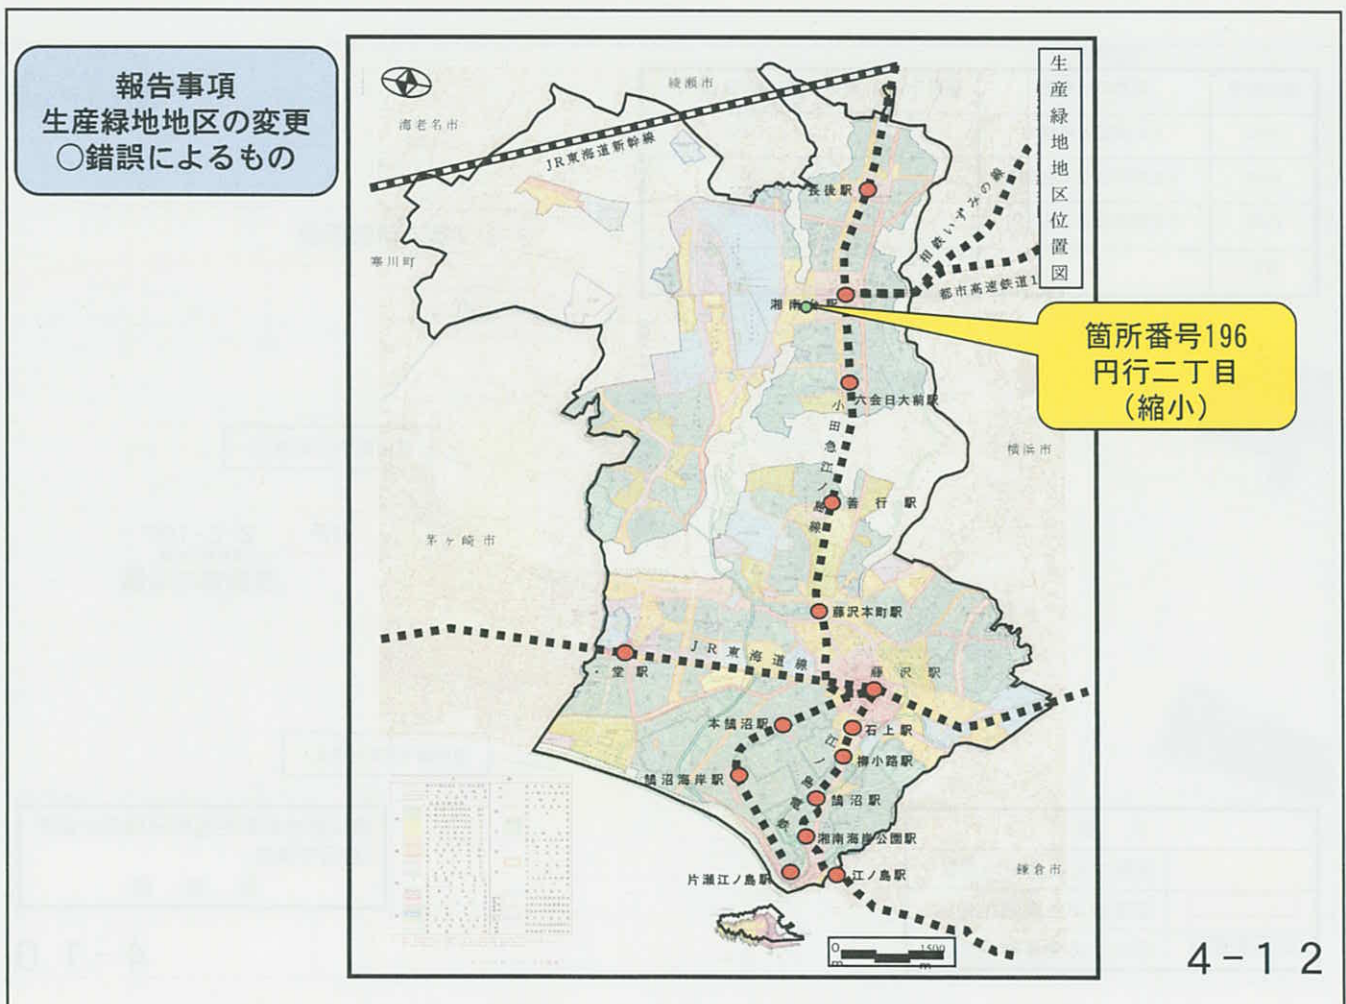 報告事項
生産緑地地区の変更
○錯誤によるもの
生産緑地地区位置図
綾瀬市
海老名市
JR東海道新幹線
長後駅
相鉄いずみの線
寒川町
都市高速鉄道1
湘南台駅
箇所番号196
円行二丁目
(縮小)
六会日大前駅
小田急江ノ島線
横浜市
善行駅
茅ヶ崎市
藤沢本町駅
JR東海道線
堂駅
藤沢駅
本鵠沼駅
石上駅
柳小路駅
鵠沼海岸駅
鵠沼駅
湘南海岸公園駅
片瀬江ノ島駅
江ノ島駅
鎌倉市
0m
1500m
4-12